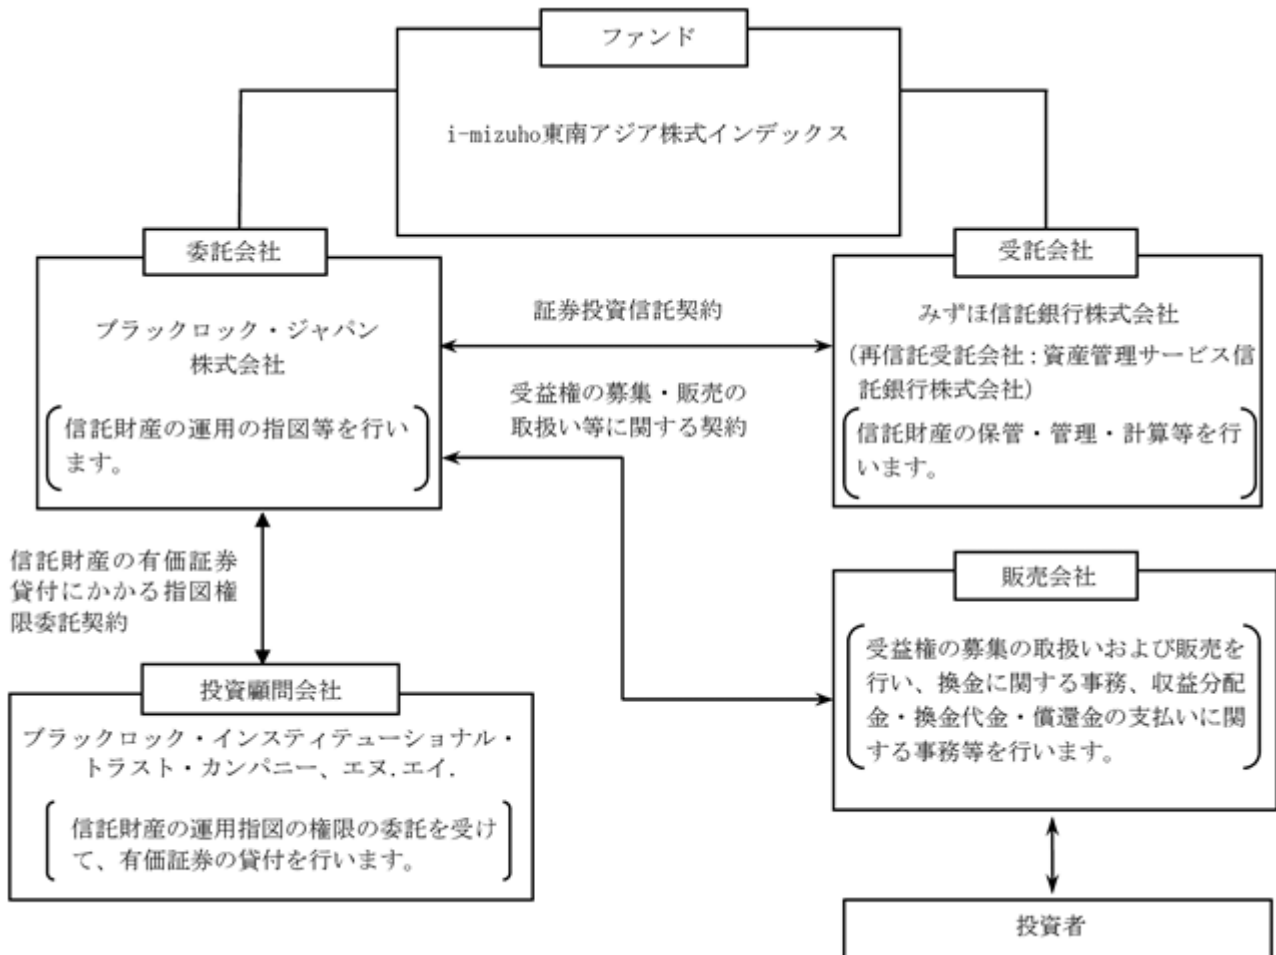 ファンド
i-mizuho東南アジア株式インデックス
委託会社
ブラックロック・ジャパン
株式会社
信託財産の運用の指図等を行い
ます。
証券投資信託契約
受益権の募集・販売の
取扱い等に関する契約
受託会社
みずほ信託銀行株式会社
(再信託受託会社:資産管理サービス信
託銀行株式会社)
信託財産の保管・管理・計算等を行
います。
信託財産の有価証券
貸付にかかる指図権
限委託契約
投資顧問会社
ブラックロック・インスティテューショナル・
トラスト・カンパニー、エヌ.エイ.
信託財産の運用指図の権限の委託を受け
て、有価証券の貸付を行います。
販売会社
受益権の募集の取扱いおよび販売を
行い、換金に関する事務、収益分配
金・換金代金・償還金の支払いに関
する事務等を行います。
投資者